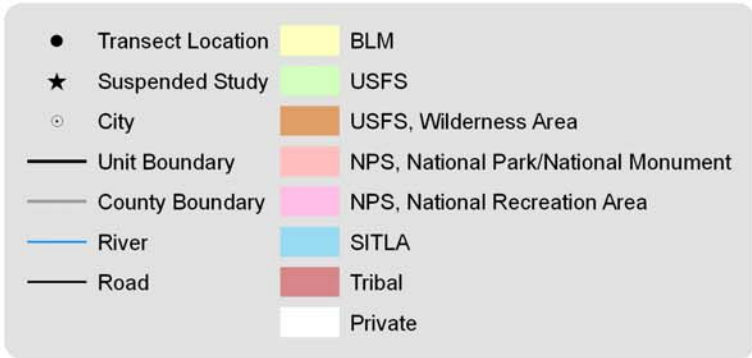 Transect Location
Suspended Study
City
Unit Boundary
County Boundary
River
Road
BLM
USFS
USFS, Wilderness Area
NPS, National Park/National Monument
NPS, National Recreation Area
SITLA
Tribal
Private